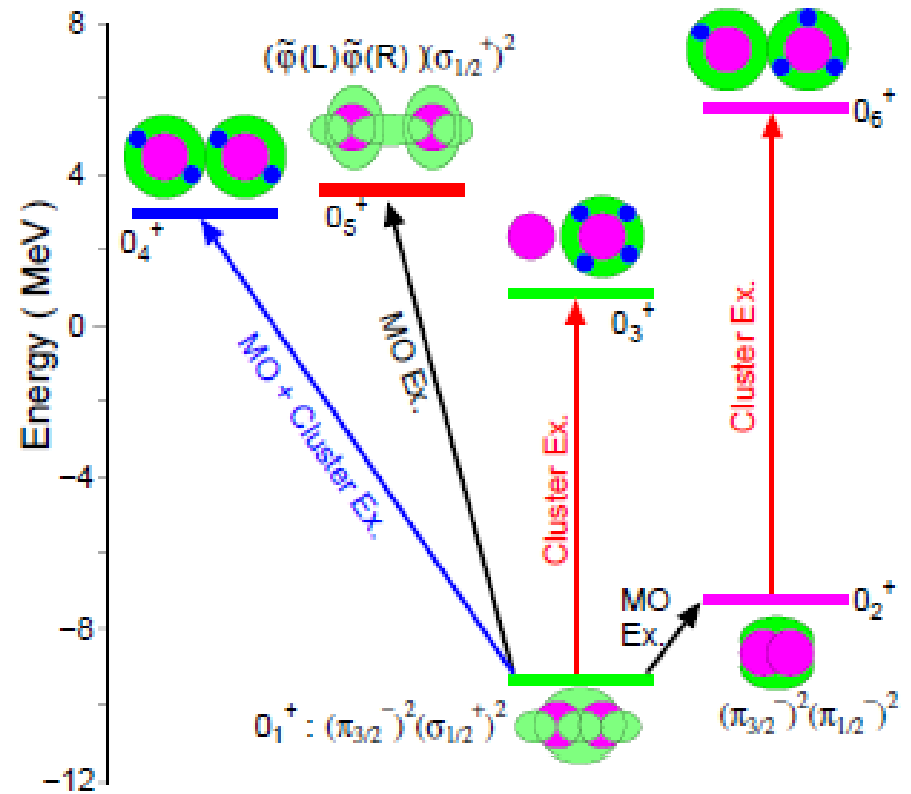 8
4
0
−4
−8
−12
Energy ( MeV )
(φ̃(L)φ̃(R) )(σ₁/₂⁺)²
0₄⁺
0₅⁺
0₃⁺
0₆⁺
0₂⁺
MO + Cluster Ex.
MO Ex.
Cluster Ex.
Cluster Ex.
MO
Ex.
0₁⁺ : (π₃/₂⁻)²(σ₁/₂⁺)²
(π₃/₂⁻)²(π₁/₂⁻)²